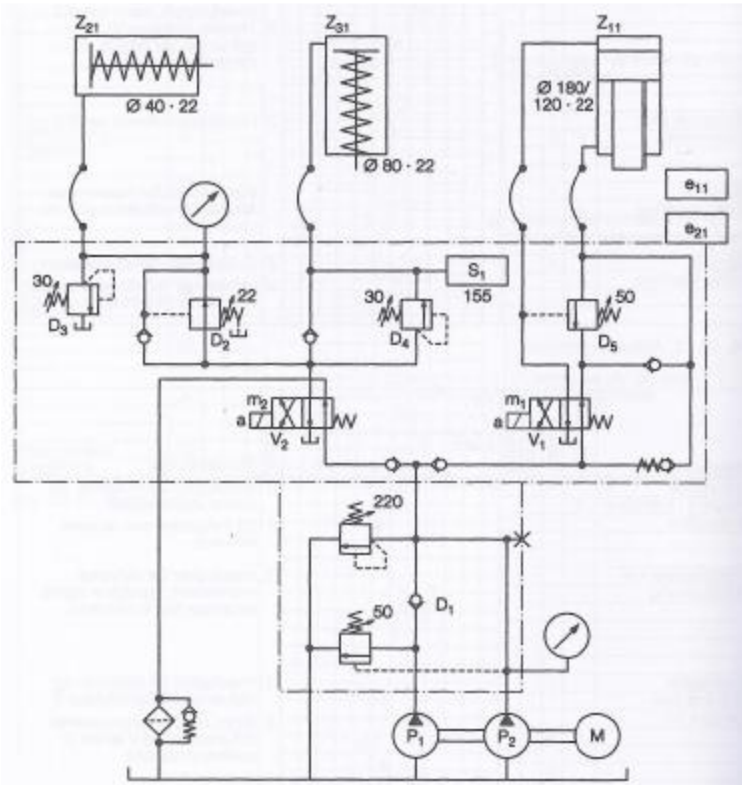 Z₂₁
Z₃₁
Z₁₁
Ø 40 · 22
Ø 80 · 22
Ø 180/
120 · 22
e₁₁
e₂₁
30
D₃
22
D₂
30
D₄
S₁
155
50
D₅
m₂
a
V₂
m₁
a
V₁
220
D₁
50
P₁
P₂
M